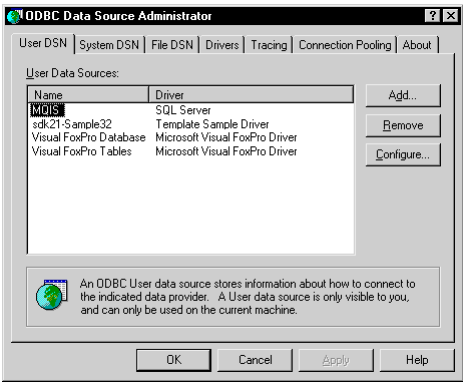 ODBC Data Source Administrator
User DSN System DSN File DSN Drivers Tracing Connection Pooling About
User Data Sources:
Name Driver
MQIS SQL Server
sdk21-Sample32 Template Sample Driver
Visual FoxPro Database Microsoft Visual FoxPro Driver
Visual FoxPro Tables Microsoft Visual FoxPro Driver
Add...
Remove
Configure...
An ODBC User data source stores information about how to connect to
the indicated data provider. A User data source is only visible to you,
and can only be used on the current machine.
OK Cancel Apply Help